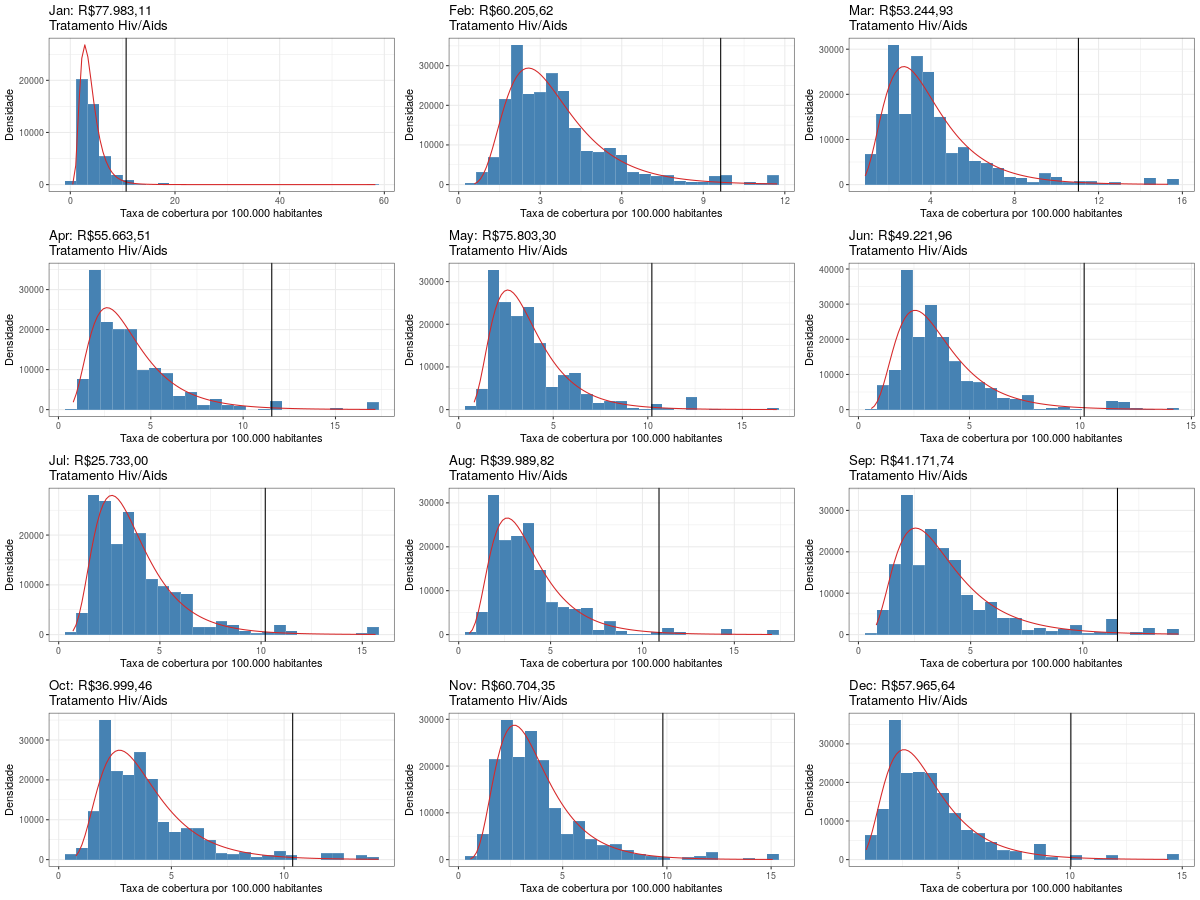 Jan: R$77.983,11
Tratamento Hiv/Aids
Densidade
20000
10000
0
0 20 40 60
Taxa de cobertura por 100.000 habitantes
Feb: R$60.205,62
Tratamento Hiv/Aids
Densidade
30000
20000
10000
0
0 3 6 9 12
Taxa de cobertura por 100.000 habitantes
Mar: R$53.244,93
Tratamento Hiv/Aids
Densidade
30000
20000
10000
0
4 8 12 16
Taxa de cobertura por 100.000 habitantes
Apr: R$55.663,51
Tratamento Hiv/Aids
Densidade
30000
20000
10000
0
0 5 10 15
Taxa de cobertura por 100.000 habitantes
May: R$75.803,30
Tratamento Hiv/Aids
Densidade
30000
20000
10000
0
0 5 10 15
Taxa de cobertura por 100.000 habitantes
Jun: R$49.221,96
Tratamento Hiv/Aids
Densidade
40000
30000
20000
10000
0
0 5 10 15
Taxa de cobertura por 100.000 habitantes
Jul: R$25.733,00
Tratamento Hiv/Aids
Densidade
20000
10000
0
0 5 10 15
Taxa de cobertura por 100.000 habitantes
Aug: R$39.989,82
Tratamento Hiv/Aids
Densidade
30000
20000
10000
0
0 5 10 15
Taxa de cobertura por 100.000 habitantes
Sep: R$41.171,74
Tratamento Hiv/Aids
Densidade
30000
20000
10000
0
0 5 10
Taxa de cobertura por 100.000 habitantes
Oct: R$36.999,46
Tratamento Hiv/Aids
Densidade
30000
20000
10000
0
0 5 10
Taxa de cobertura por 100.000 habitantes
Nov: R$60.704,35
Tratamento Hiv/Aids
Densidade
30000
20000
10000
0
0 5 10 15
Taxa de cobertura por 100.000 habitantes
Dec: R$57.965,64
Tratamento Hiv/Aids
Densidade
30000
20000
10000
0
5 10 15
Taxa de cobertura por 100.000 habitantes